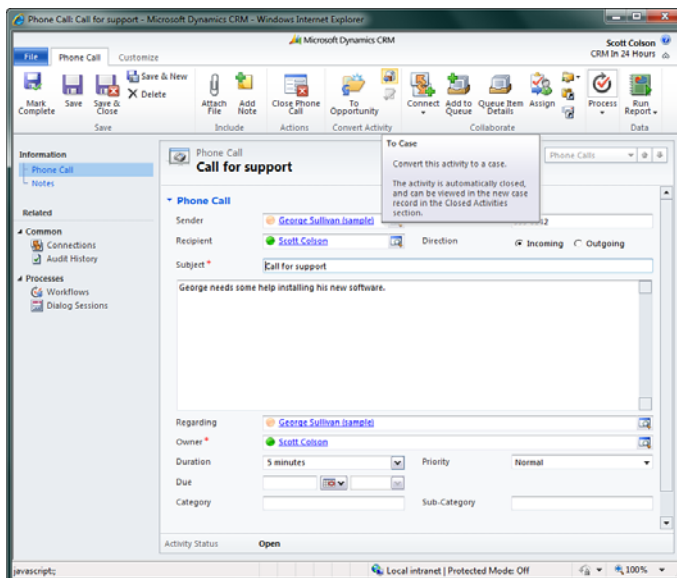 Phone Call: Call for support - Microsoft Dynamics CRM - Windows Internet Explorer
Microsoft Dynamics CRM
Scott Colson
CRM In 24 Hours
File
Phone Call
Customize
Mark Complete
Save
Save & Close
Save & New
Delete
Attach File
Add Note
Close Phone Call
To Opportunity
Connect
Add to Queue
Queue Item Details
Assign
Process
Run Report
Save
Include
Actions
Convert Activity
Collaborate
Data
To Case
Convert this activity to a case.
The activity is automatically closed,
and can be viewed in the new case
record in the Closed Activities
section.
Information
Phone Call
Notes
Related
Common
Connections
Audit History
Processes
Workflows
Dialog Sessions
Phone Call
Call for support
Phone Calls
Phone Call
Sender
George Sullivan (sample)
Recipient
Scott Colson
Direction
Incoming
Outgoing
Subject *
Call for support
George needs some help installing his new software.
Regarding
George Sullivan (sample)
Owner *
Scott Colson
Duration
5 minutes
Priority
Normal
Due
Category
Sub-Category
Activity Status
Open
javascript:;
Local intranet | Protected Mode: Off
100%